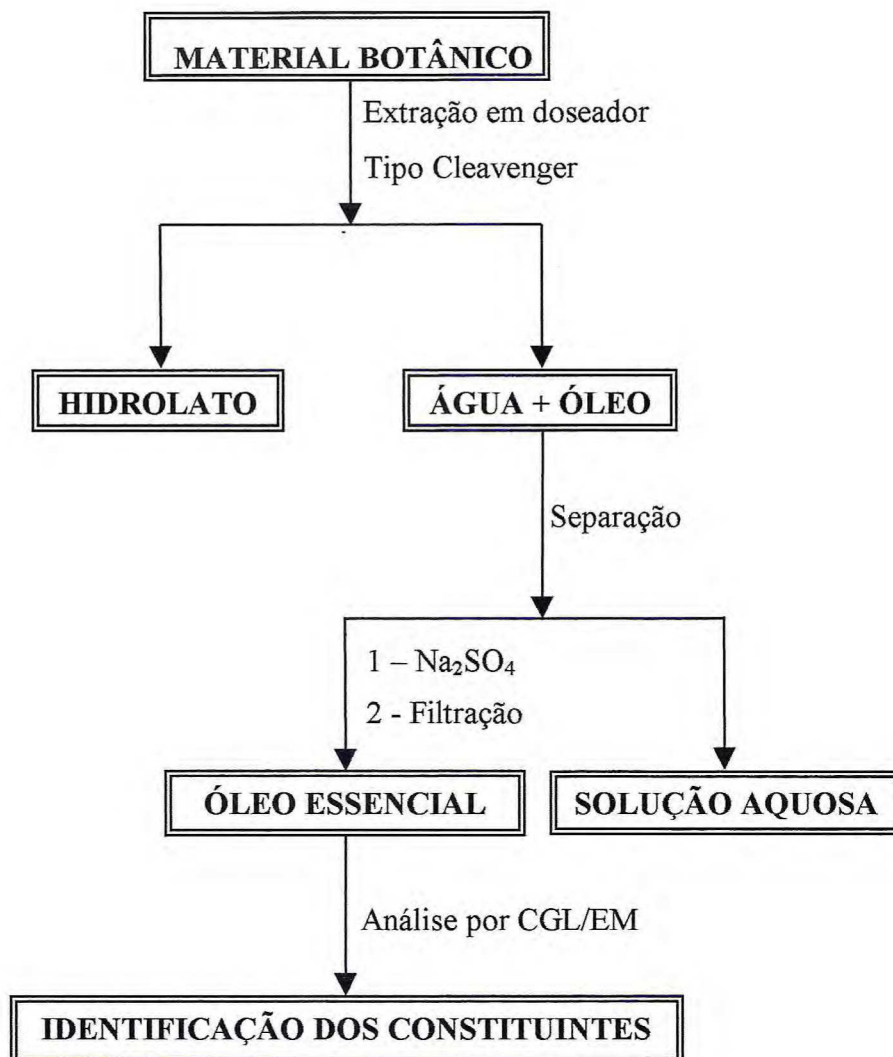 MATERIAL BOTÂNICO
Extração em doseador
Tipo Cleavenger
HIDROLATO
ÁGUA + ÓLEO
Separação
1 – Na₂SO₄
2 - Filtração
ÓLEO ESSENCIAL
SOLUÇÃO AQUOSA
Análise por CGL/EM
IDENTIFICAÇÃO DOS CONSTITUINTES